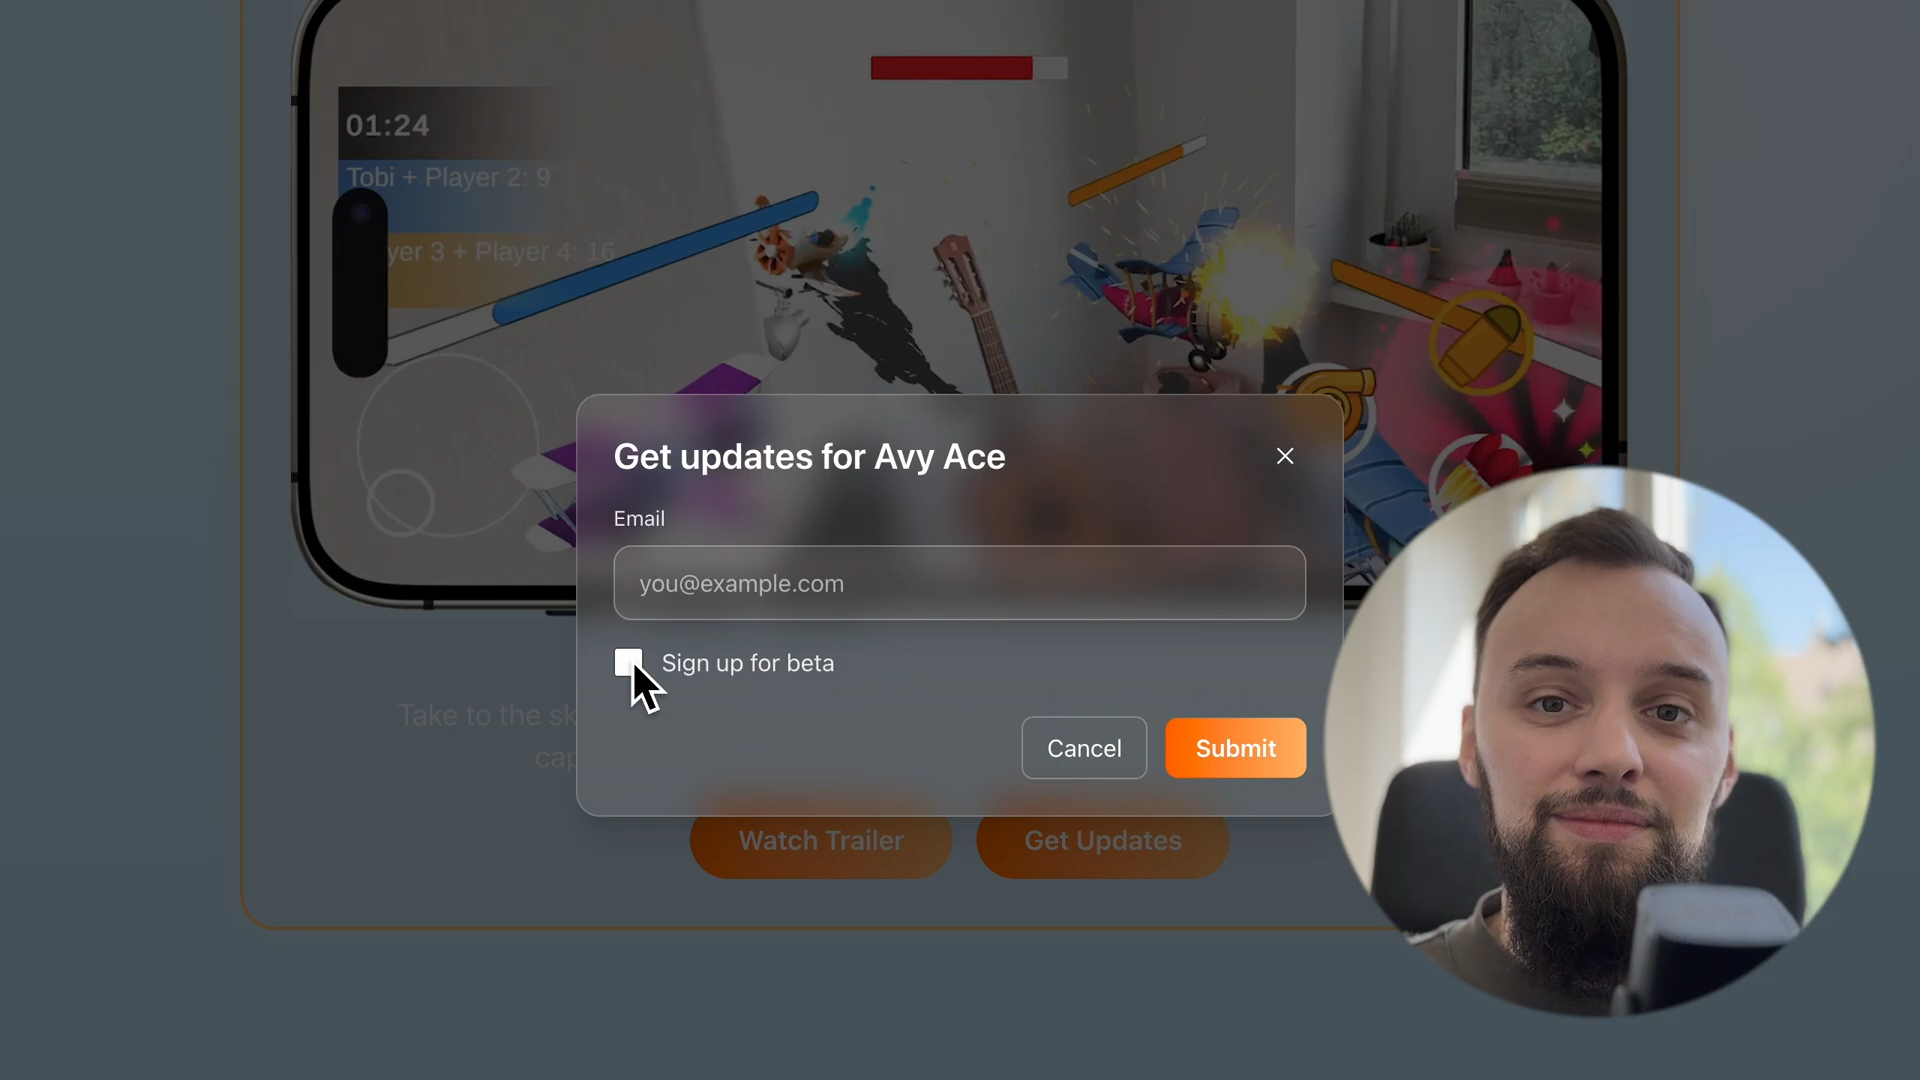 01:24
Tobi + Player 2: 9
yer 3 + Player 4: 16
Get updates for Avy Ace
Email
you@example.com
Sign up for beta
Take to the sk
cap
Cancel
Submit
Watch Trailer
Get Updates